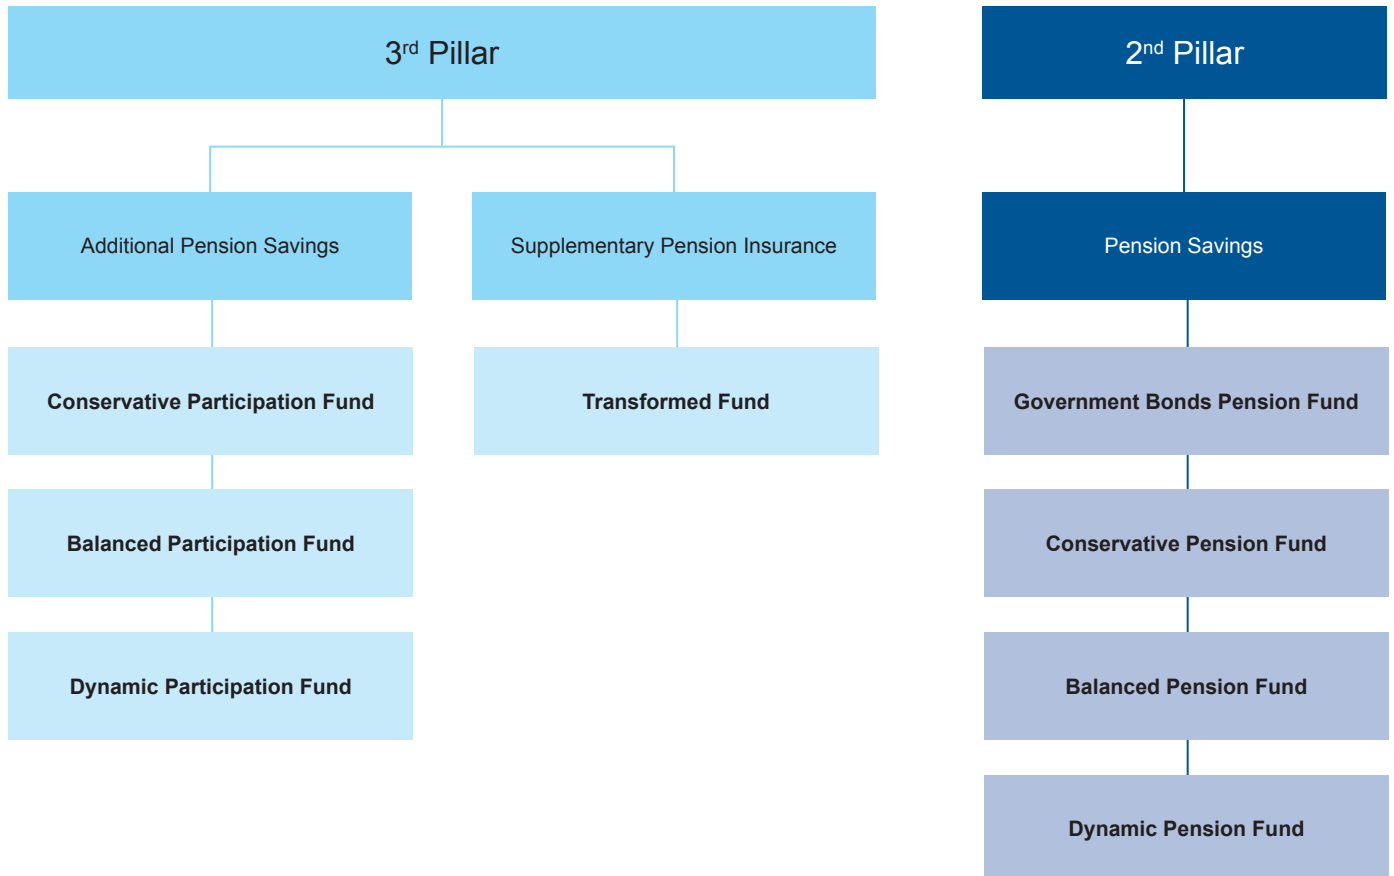 3rd Pillar
2nd Pillar
Additional Pension Savings
Supplementary Pension Insurance
Pension Savings
Conservative Participation Fund
Transformed Fund
Government Bonds Pension Fund
Balanced Participation Fund
Conservative Pension Fund
Dynamic Participation Fund
Balanced Pension Fund
Dynamic Pension Fund